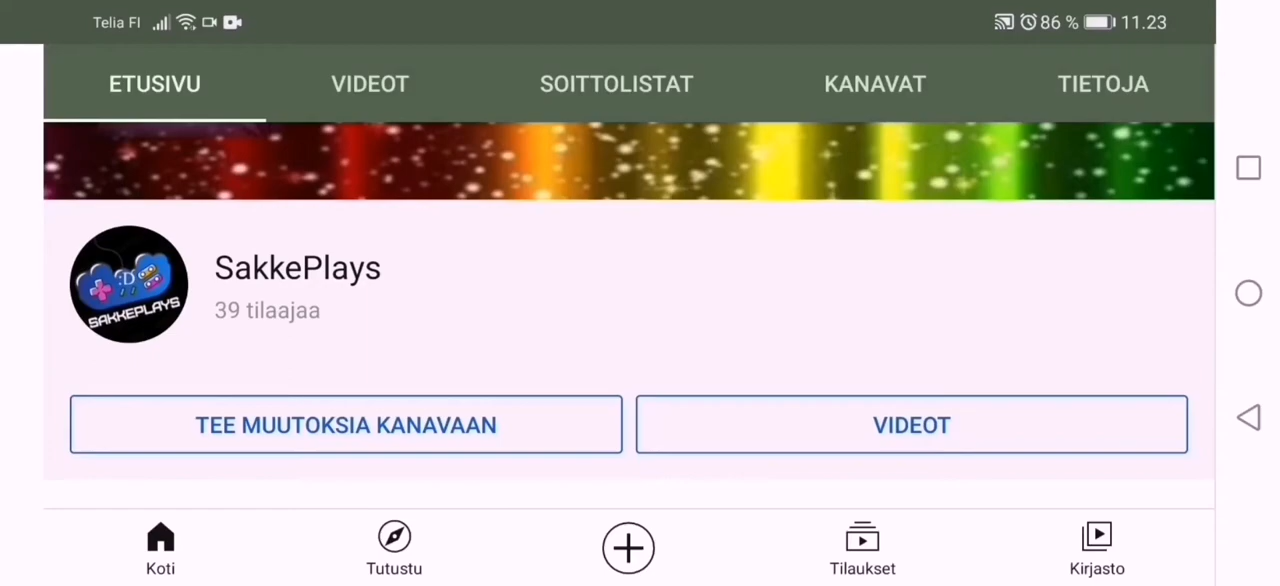 Telia FI 86 % 11.23
ETUSIVU VIDEOT SOITTOLISTAT KANAVAT TIETOJA
:D
SAKKEPLAYS
SakkePlays
39 tilaajaa
TEE MUUTOKSIA KANAVAAN VIDEOT
Koti Tutustu Tilaukset Kirjasto